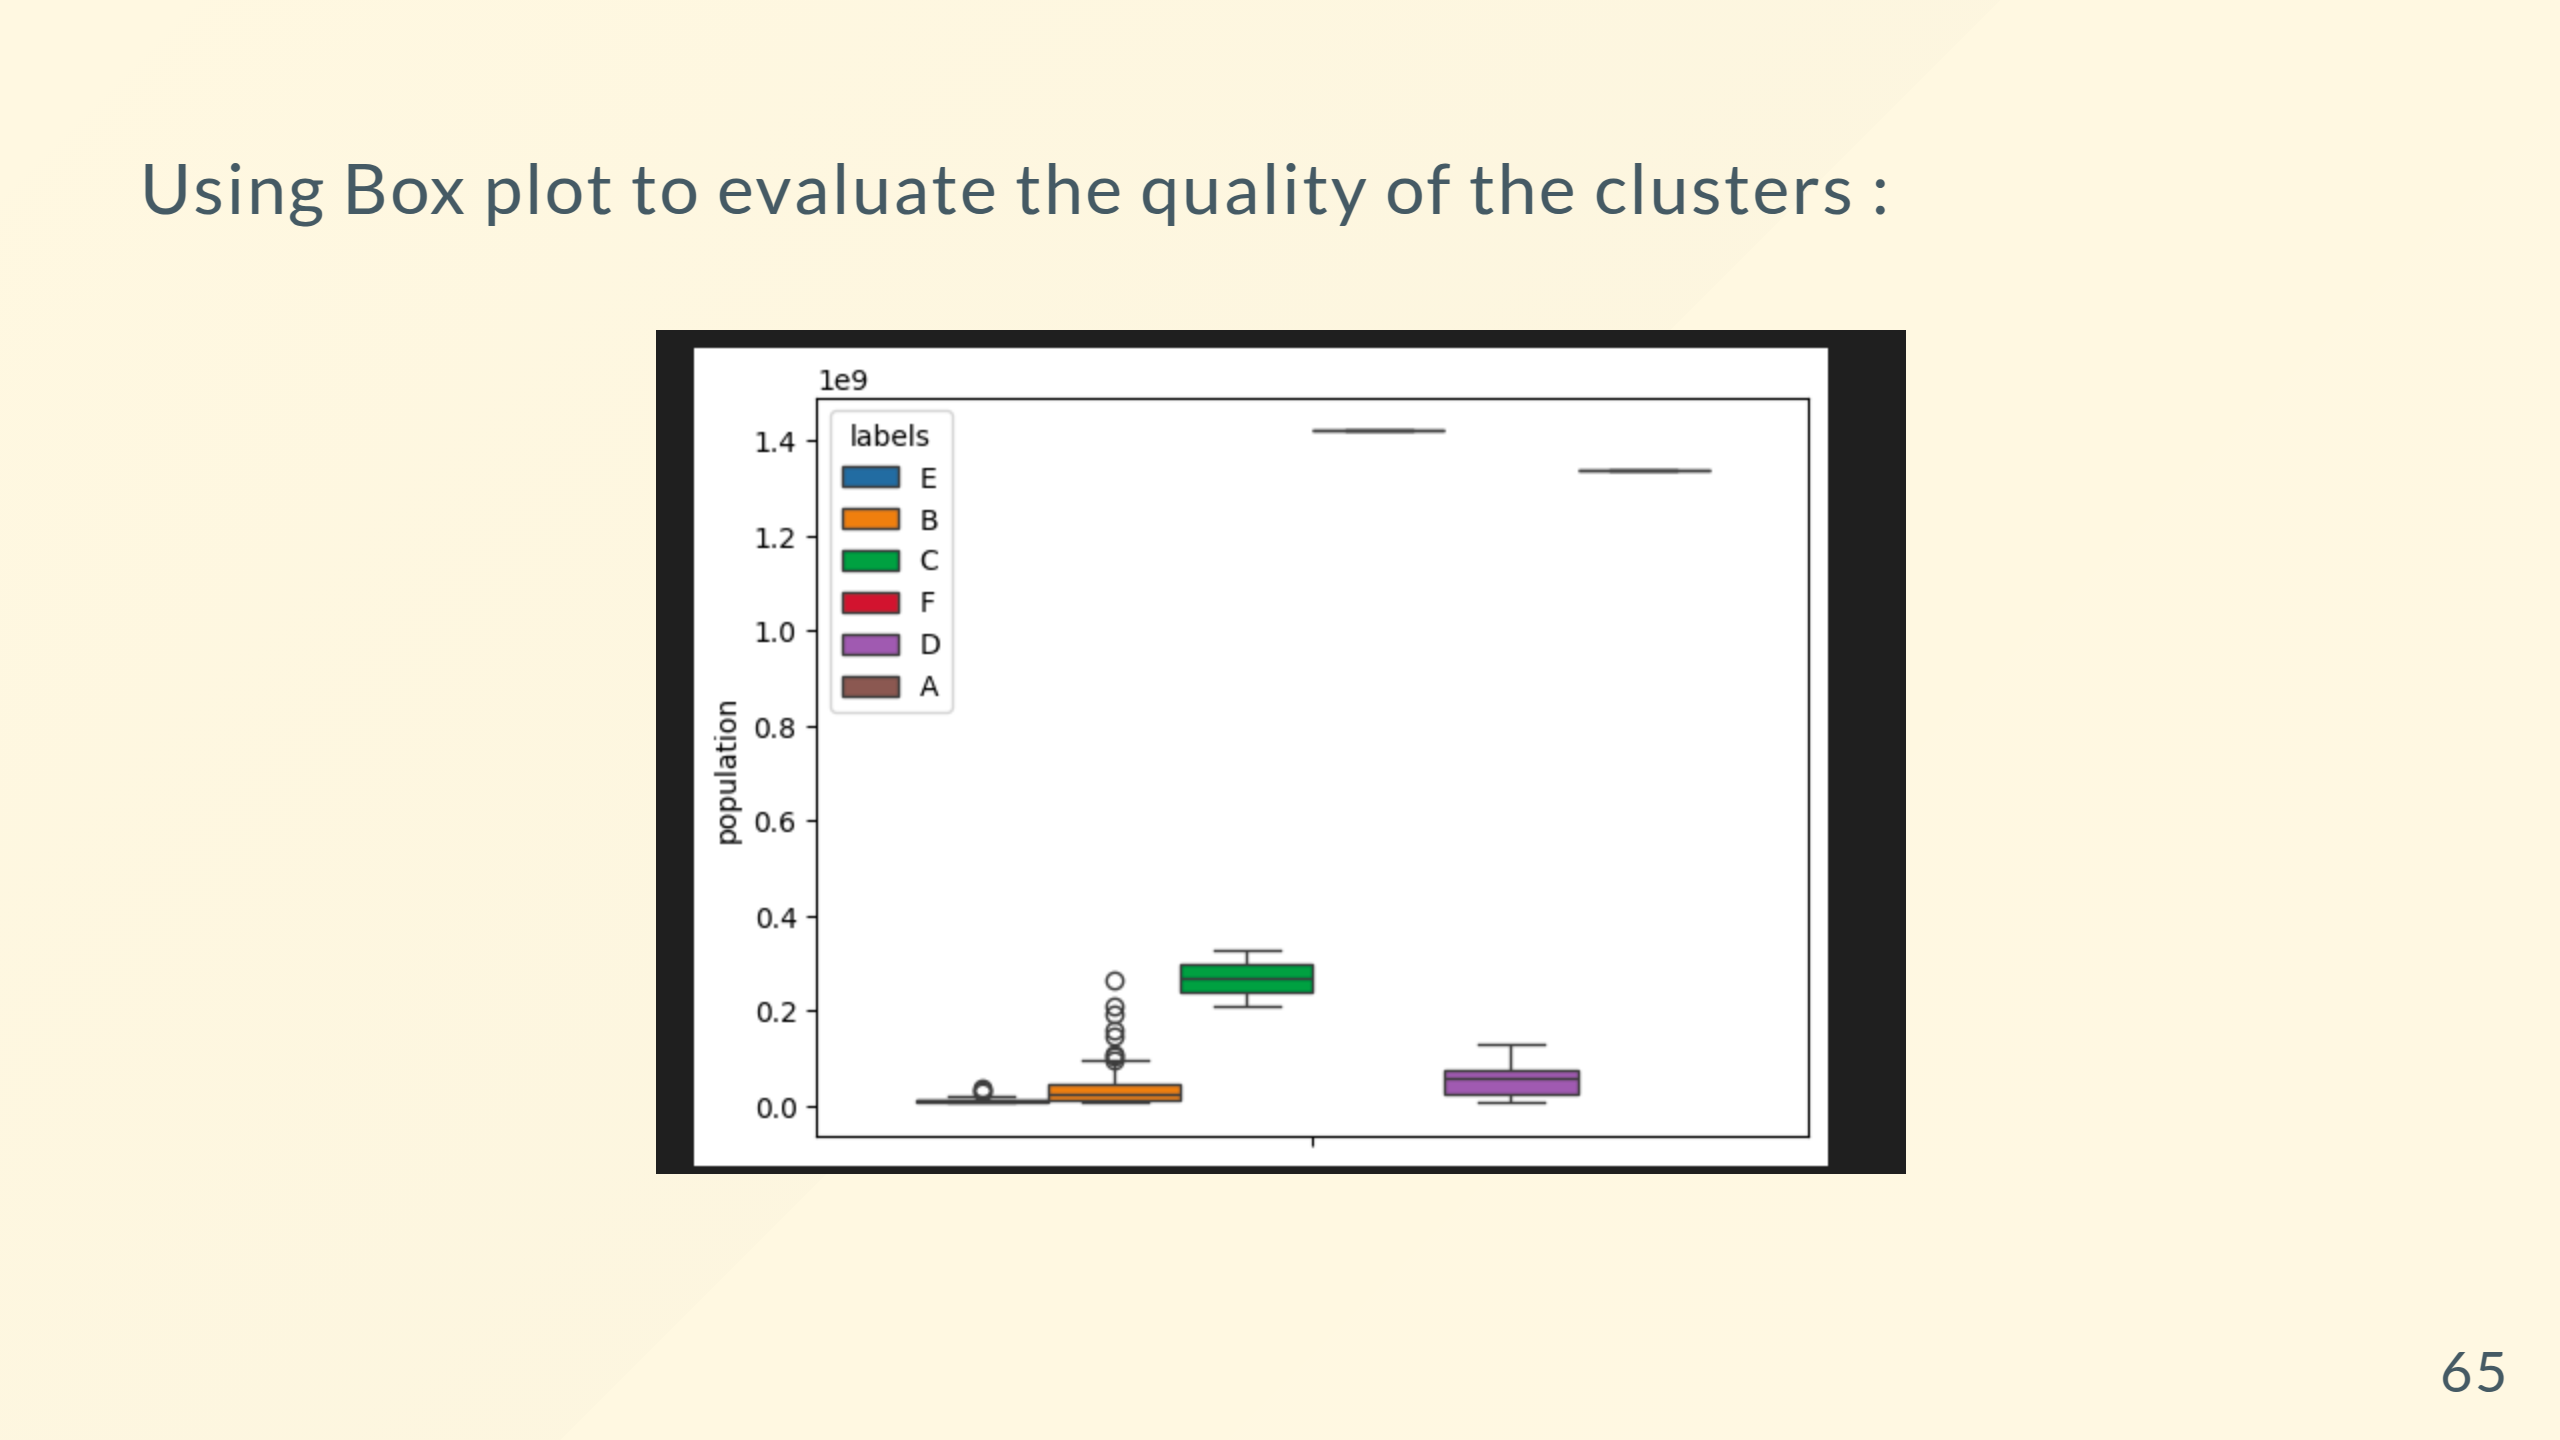 Using Box plot to evaluate the quality of the clusters :
1e9
labels
E
B
C
F
D
A
1.4
1.2
1.0
0.8
0.6
0.4
0.2
0.0
population
65